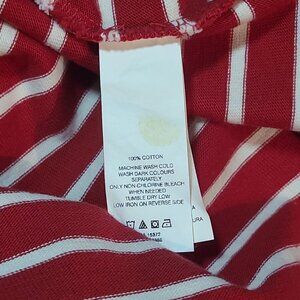 100% COTTON
MACHINE WASH COLD
WASH DARK COLOURS
SEPARATELY
ONLY NON CHLORINE BLEACH
WHEN NEEDED
TUMBLE DRY LOW
LOW IRON ON REVERSE SIDE